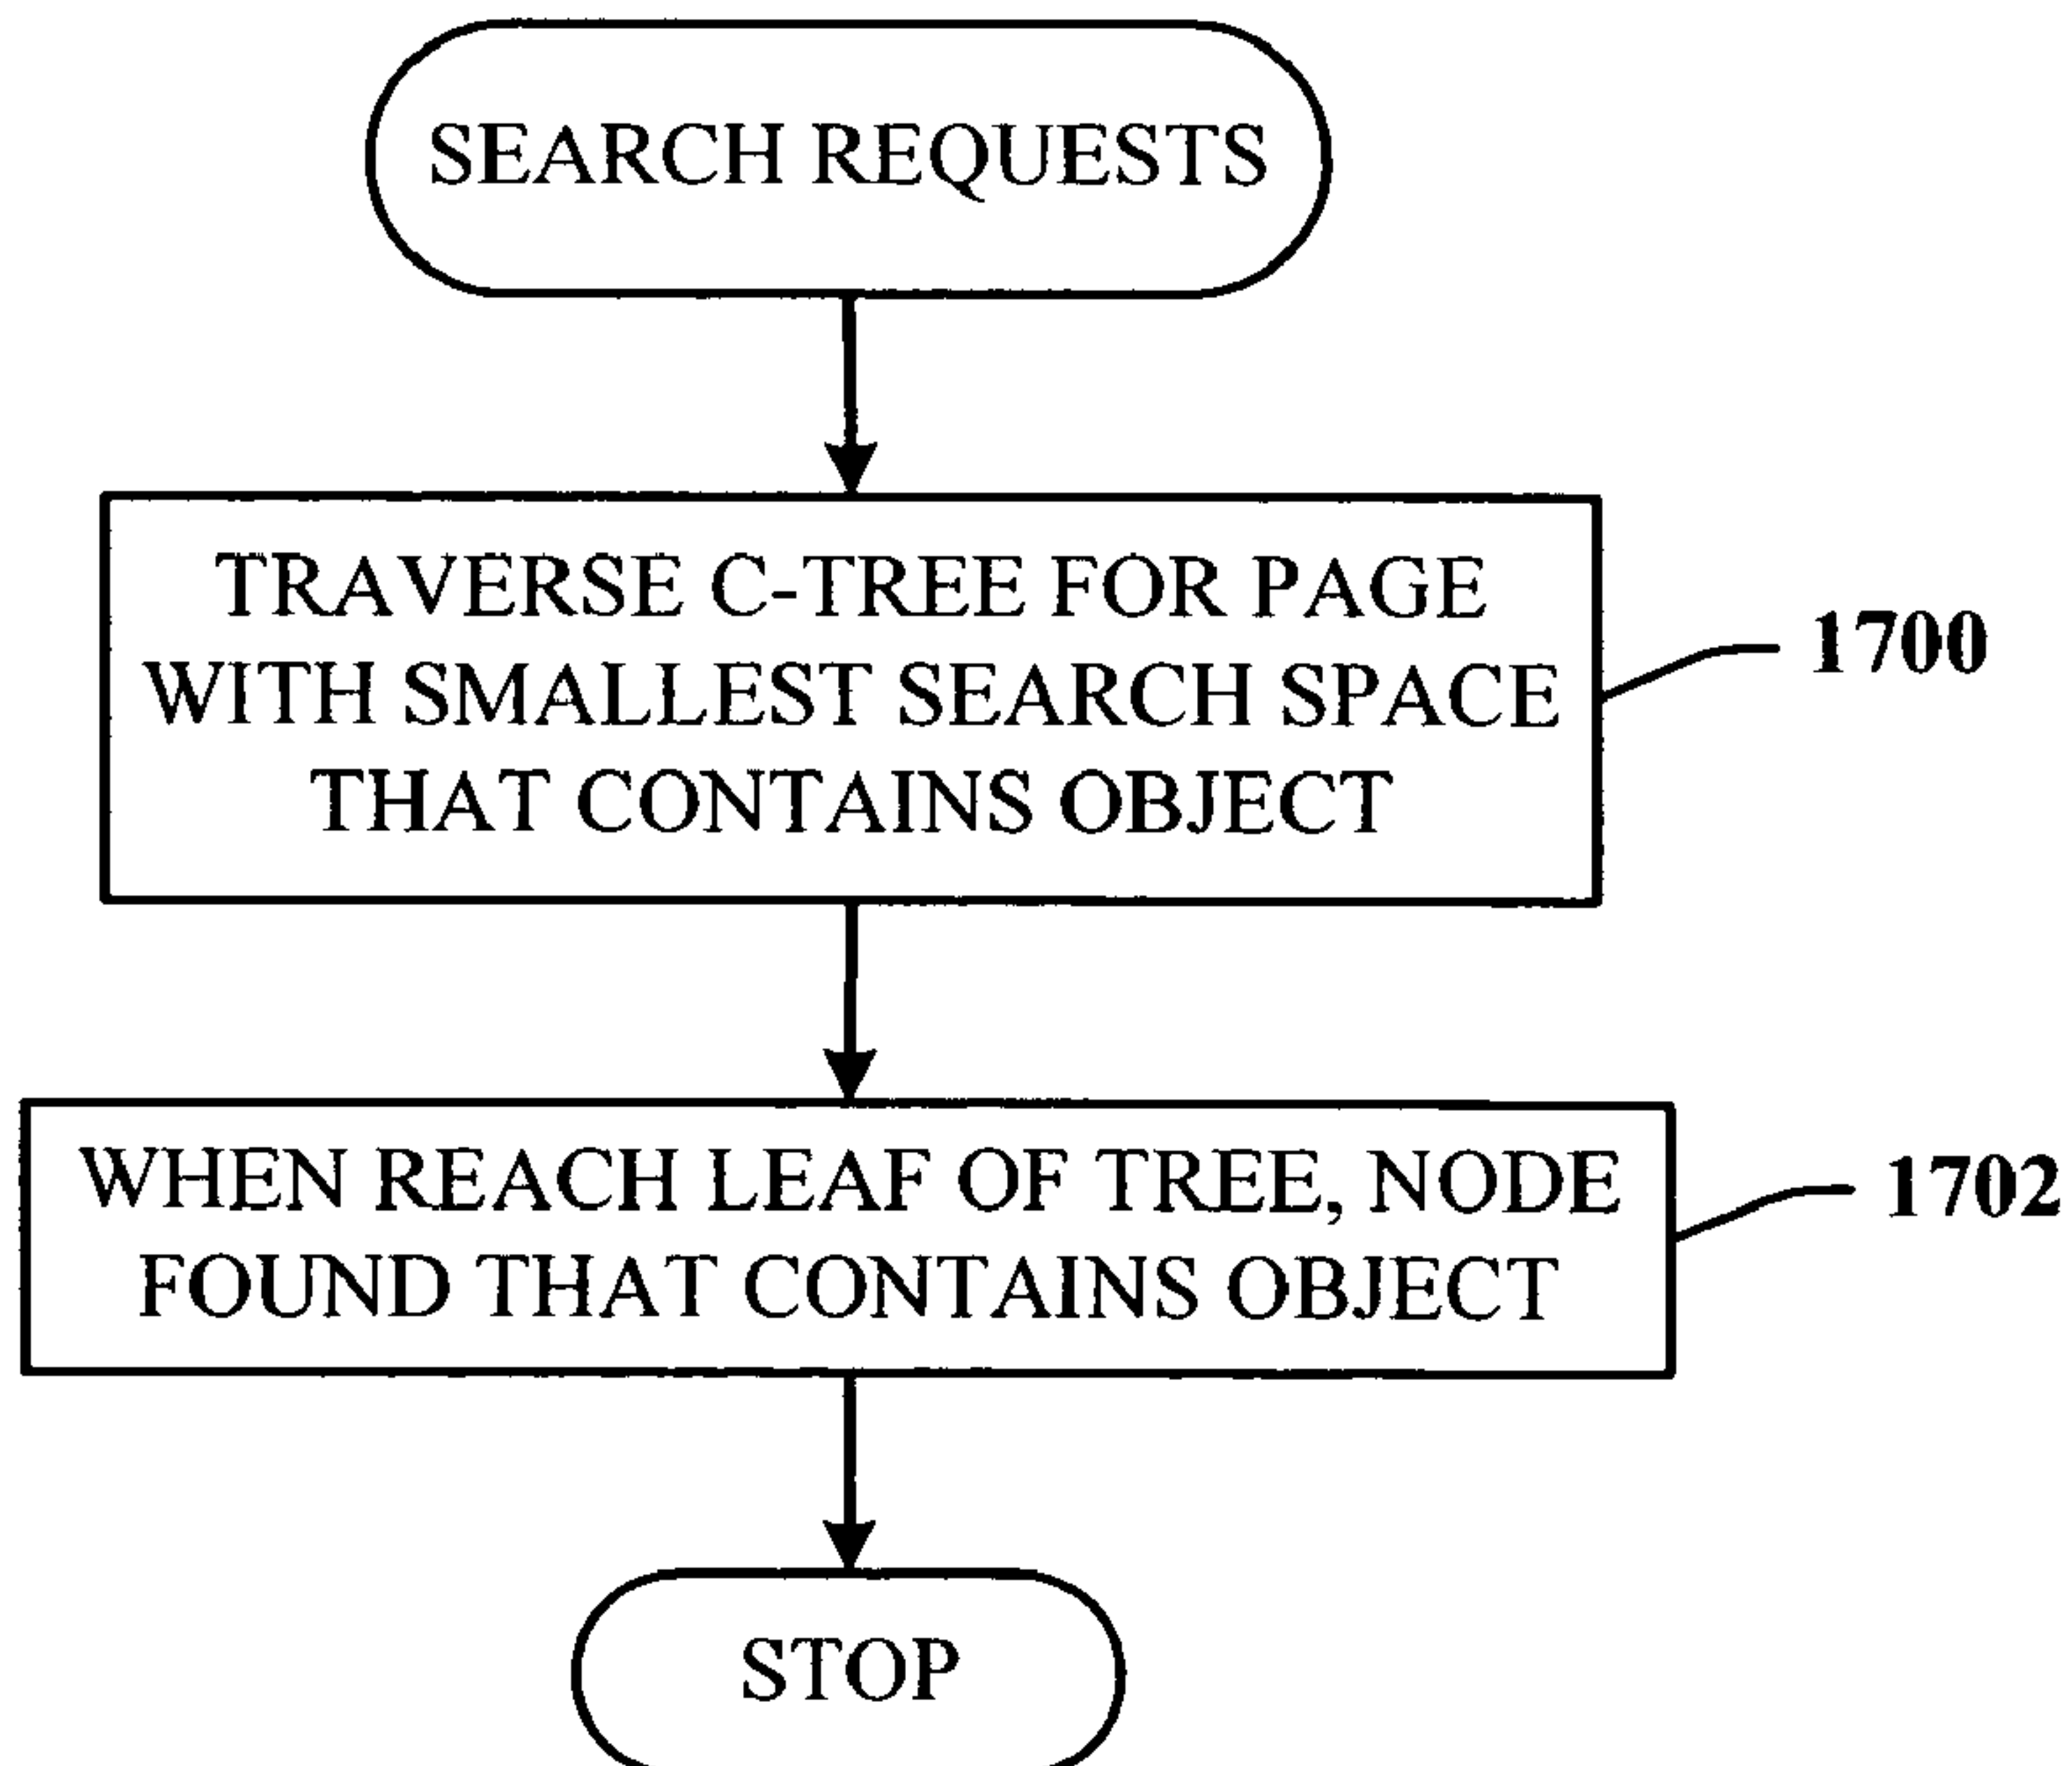 SEARCH REQUESTS
TRAVERSE C-TREE FOR PAGE
WITH SMALLEST SEARCH SPACE
THAT CONTAINS OBJECT
1700
WHEN REACH LEAF OF TREE, NODE
FOUND THAT CONTAINS OBJECT
1702
STOP